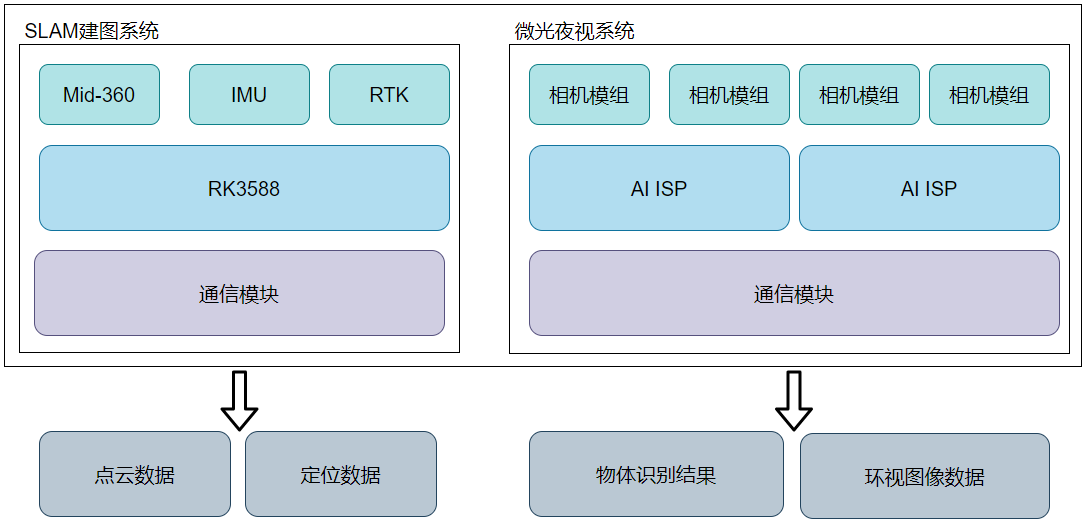 SLAM建图系统
微光夜视系统
Mid-360
IMU
RTK
相机模组
相机模组
相机模组
相机模组
RK3588
AI ISP
AI ISP
通信模块
通信模块
点云数据
定位数据
物体识别结果
环视图像数据